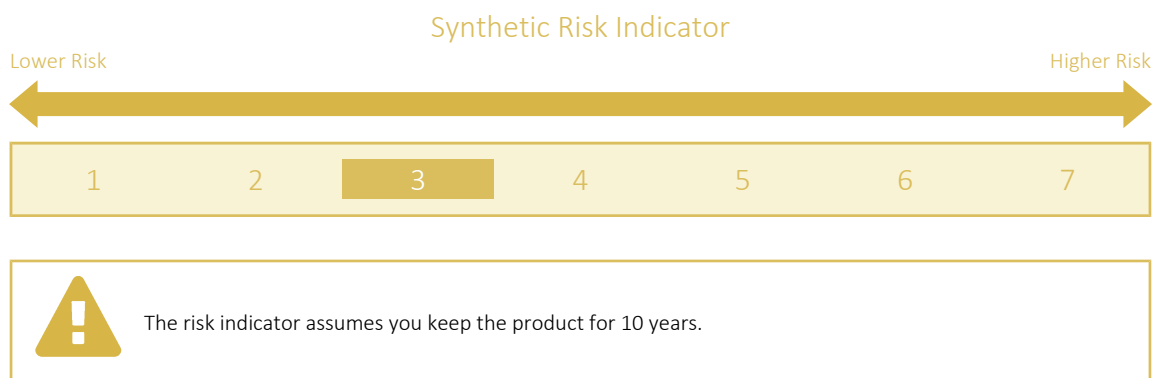 Synthetic Risk Indicator
Lower Risk Higher Risk
1 2 3 4 5 6 7
The risk indicator assumes you keep the product for 10 years.